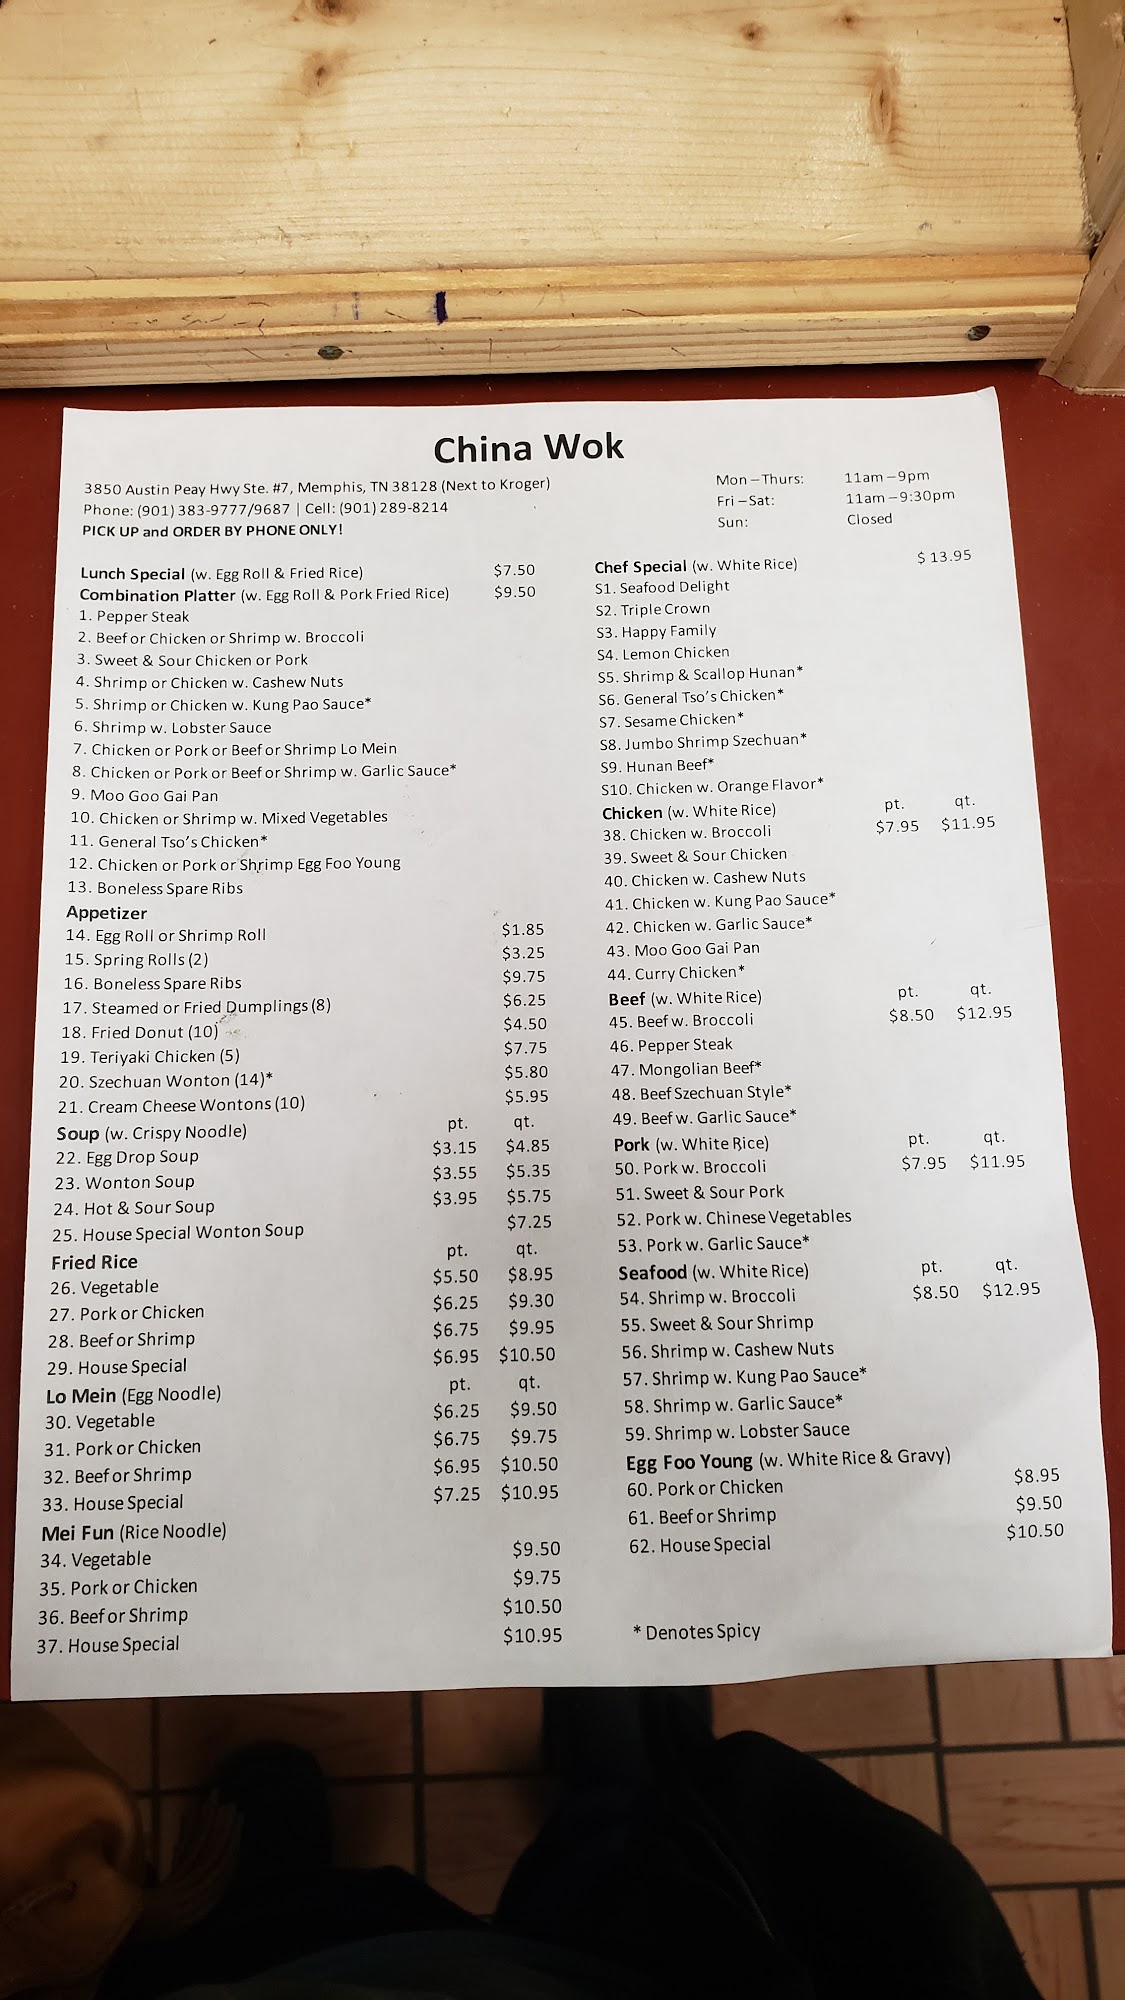 China Wok
3850 Austin Peay Hwy Ste. #7, Memphis, TN 38128 (Next to Kroger)
Phone: (901) 383-9777/9687 | Cell: (901) 289-8214
PICK UP and ORDER BY PHONE ONLY!
Mon – Thurs: 11am – 9pm
Fri – Sat: 11am – 9:30pm
Sun: Closed
Lunch Special (w. Egg Roll & Fried Rice) $7.50
Combination Platter (w. Egg Roll & Pork Fried Rice) $9.50
1. Pepper Steak
2. Beef or Chicken or Shrimp w. Broccoli
3. Sweet & Sour Chicken or Pork
4. Shrimp or Chicken w. Cashew Nuts
5. Shrimp or Chicken w. Kung Pao Sauce*
6. Shrimp w. Lobster Sauce
7. Chicken or Pork or Beef or Shrimp Lo Mein
8. Chicken or Pork or Beef or Shrimp w. Garlic Sauce*
9. Moo Goo Gai Pan
10. Chicken or Shrimp w. Mixed Vegetables
11. General Tso's Chicken*
12. Chicken or Pork or Shrimp Egg Foo Young
13. Boneless Spare Ribs
Appetizer
14. Egg Roll or Shrimp Roll $1.85
15. Spring Rolls (2) $3.25
16. Boneless Spare Ribs $9.75
17. Steamed or Fried Dumplings (8) $6.25
18. Fried Donut (10) $4.50
19. Teriyaki Chicken (5) $7.75
20. Szechuan Wonton (14)* $5.80
21. Cream Cheese Wontons (10) $5.95
Soup (w. Crispy Noodle) pt. qt.
22. Egg Drop Soup $3.15 $4.85
23. Wonton Soup $3.55 $5.35
24. Hot & Sour Soup $3.95 $5.75
25. House Special Wonton Soup $7.25
Fried Rice pt. qt.
26. Vegetable $5.50 $8.95
27. Pork or Chicken $6.25 $9.30
28. Beef or Shrimp $6.75 $9.95
29. House Special $6.95 $10.50
Lo Mein (Egg Noodle) pt. qt.
30. Vegetable $6.25 $9.50
31. Pork or Chicken $6.75 $9.75
32. Beef or Shrimp $6.95 $10.50
33. House Special $7.25 $10.95
Mei Fun (Rice Noodle)
34. Vegetable $9.50
35. Pork or Chicken $9.75
36. Beef or Shrimp $10.50
37. House Special $10.95
Chef Special (w. White Rice) $ 13.95
S1. Seafood Delight
S2. Triple Crown
S3. Happy Family
S4. Lemon Chicken
S5. Shrimp & Scallop Hunan*
S6. General Tso's Chicken*
S7. Sesame Chicken*
S8. Jumbo Shrimp Szechuan*
S9. Hunan Beef*
S10. Chicken w. Orange Flavor*
Chicken (w. White Rice) pt. qt.
38. Chicken w. Broccoli $7.95 $11.95
39. Sweet & Sour Chicken
40. Chicken w. Cashew Nuts
41. Chicken w. Kung Pao Sauce*
42. Chicken w. Garlic Sauce*
43. Moo Goo Gai Pan
44. Curry Chicken*
Beef (w. White Rice) pt. qt.
45. Beef w. Broccoli $8.50 $12.95
46. Pepper Steak
47. Mongolian Beef*
48. Beef Szechuan Style*
49. Beef w. Garlic Sauce*
Pork (w. White Rice) pt. qt.
50. Pork w. Broccoli $7.95 $11.95
51. Sweet & Sour Pork
52. Pork w. Chinese Vegetables
53. Pork w. Garlic Sauce*
Seafood (w. White Rice) pt. qt.
54. Shrimp w. Broccoli $8.50 $12.95
55. Sweet & Sour Shrimp
56. Shrimp w. Cashew Nuts
57. Shrimp w. Kung Pao Sauce*
58. Shrimp w. Garlic Sauce*
59. Shrimp w. Lobster Sauce
Egg Foo Young (w. White Rice & Gravy)
60. Pork or Chicken $8.95
61. Beef or Shrimp $9.50
62. House Special $10.50
* Denotes Spicy